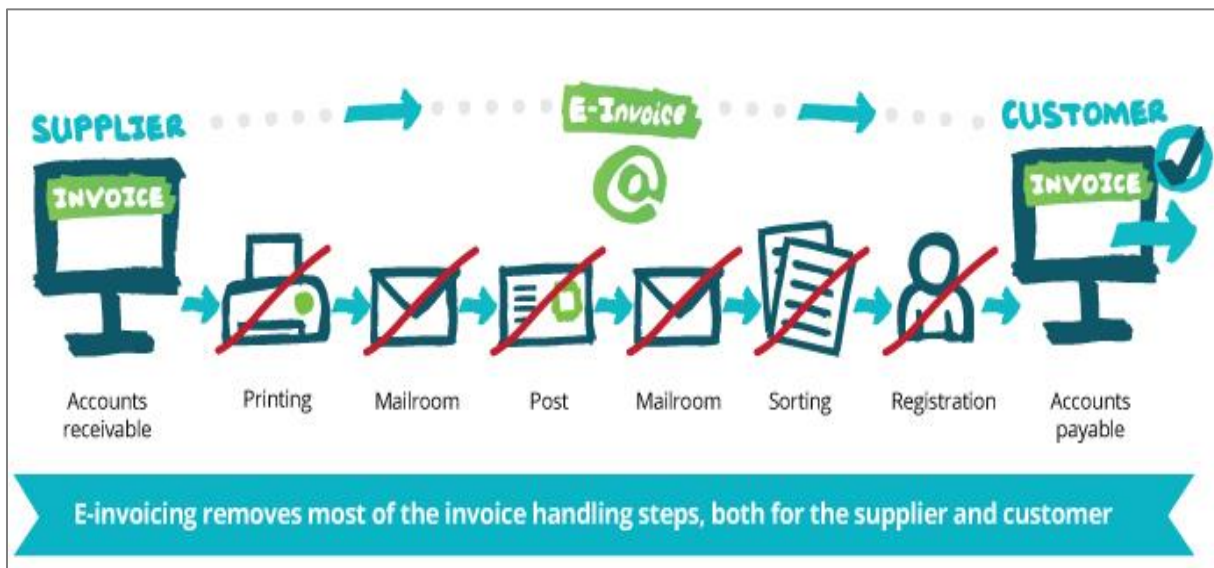 E-Invoice
SUPPLIER
CUSTOMER
INVOICE
INVOICE
@
Accounts
receivable
Printing
Mailroom
Post
Mailroom
Sorting
Registration
Accounts
payable
E-invoicing removes most of the invoice handling steps, both for the supplier and customer